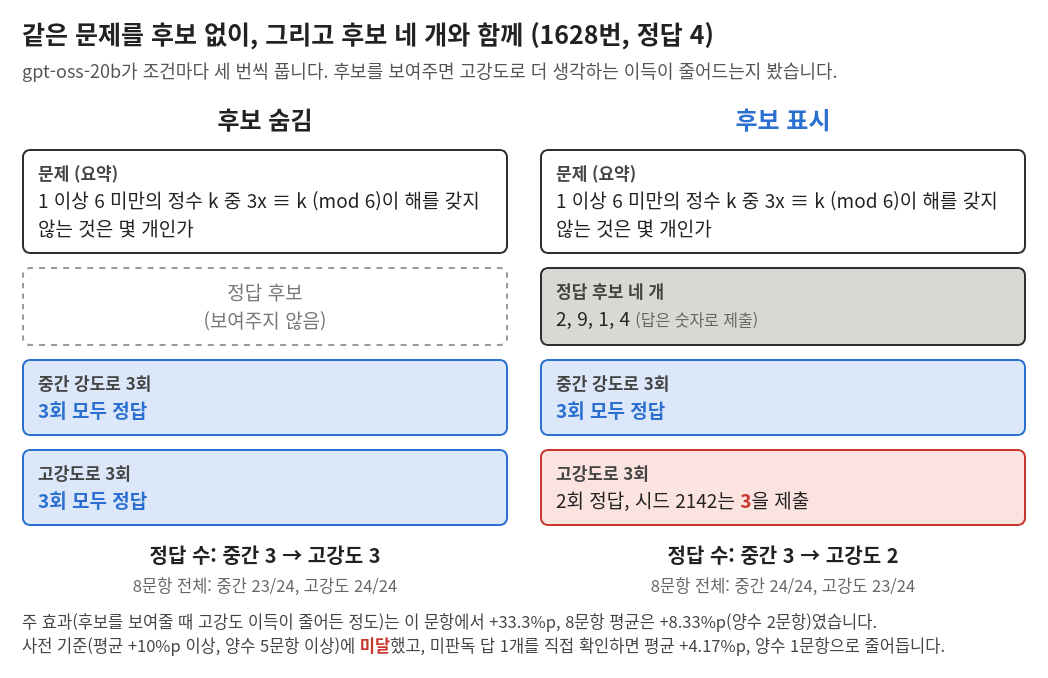 같은 문제를 후보 없이, 그리고 후보 네 개와 함께 (1628번, 정답 4)
gpt-oss-20b가 조건마다 세 번씩 풉니다. 후보를 보여주면 고강도로 더 생각하는 이득이 줄어드는지 봤습니다.
후보 숨김
문제 (요약)
1 이상 6 미만의 정수 k 중 3x ≡ k (mod 6)이 해를 갖지
않는 것은 몇 개인가
정답 후보
(보여주지 않음)
중간 강도로 3회
3회 모두 정답
고강도로 3회
3회 모두 정답
정답 수: 중간 3 → 고강도 3
8문항 전체: 중간 23/24, 고강도 24/24
후보 표시
문제 (요약)
1 이상 6 미만의 정수 k 중 3x ≡ k (mod 6)이 해를 갖지
않는 것은 몇 개인가
정답 후보 네 개
2, 9, 1, 4 (답은 숫자로 제출)
중간 강도로 3회
3회 모두 정답
고강도로 3회
2회 정답, 시드 2142는 3을 제출
정답 수: 중간 3 → 고강도 2
8문항 전체: 중간 24/24, 고강도 23/24
주 효과(후보를 보여줄 때 고강도 이득이 줄어든 정도)는 이 문항에서 +33.3%p, 8문항 평균은 +8.33%p(양수 2문항)였습니다.
사전 기준(평균 +10%p 이상, 양수 5문항 이상)에 미달했고, 미판독 답 1개를 직접 확인하면 평균 +4.17%p, 양수 1문항으로 줄어듭니다.